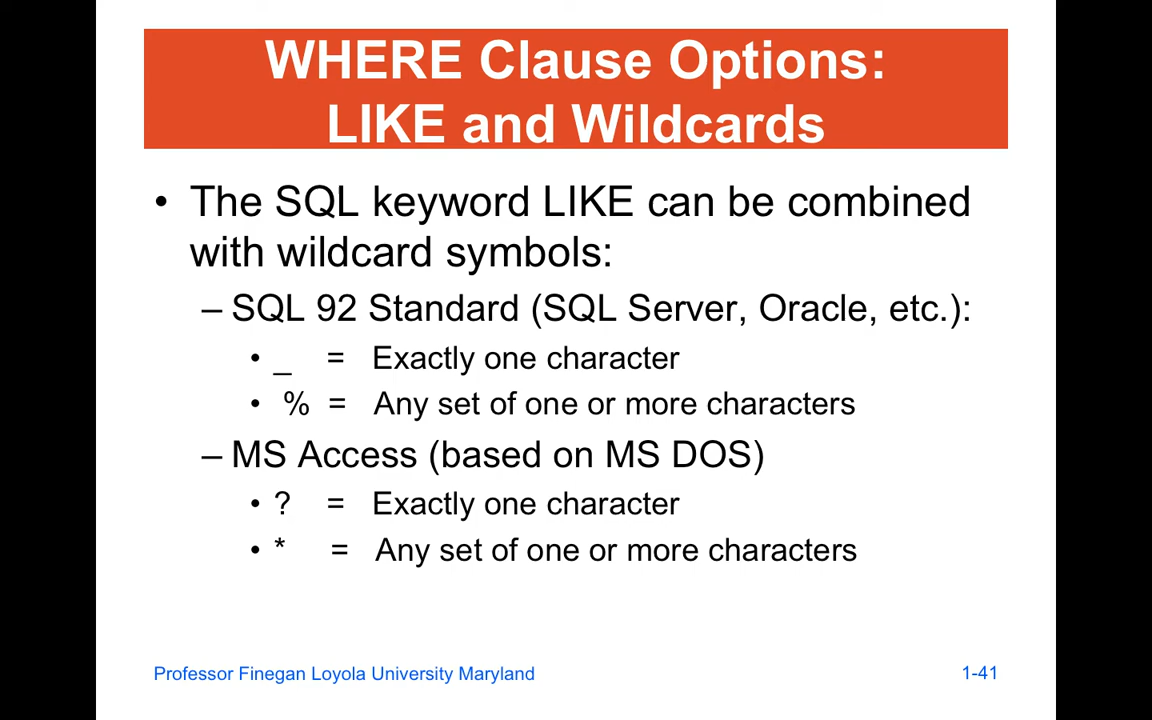 WHERE Clause Options:
LIKE and Wildcards
• The SQL keyword LIKE can be combined
with wildcard symbols:
– SQL 92 Standard (SQL Server, Oracle, etc.):
• _ = Exactly one character
• % = Any set of one or more characters
– MS Access (based on MS DOS)
• ? = Exactly one character
• * = Any set of one or more characters
Professor Finegan Loyola University Maryland 1-41